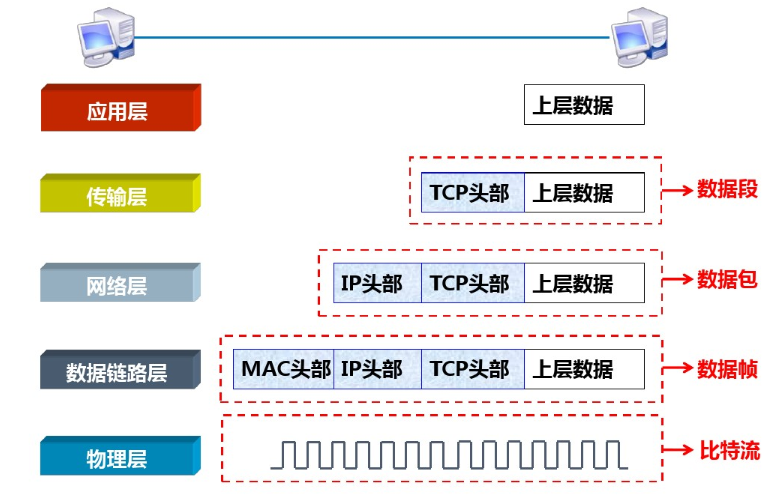 应用层
上层数据
传输层
TCP头部 上层数据
数据段
网络层
IP头部 TCP头部 上层数据
数据包
数据链路层
MAC头部 IP头部 TCP头部 上层数据
数据帧
物理层
比特流